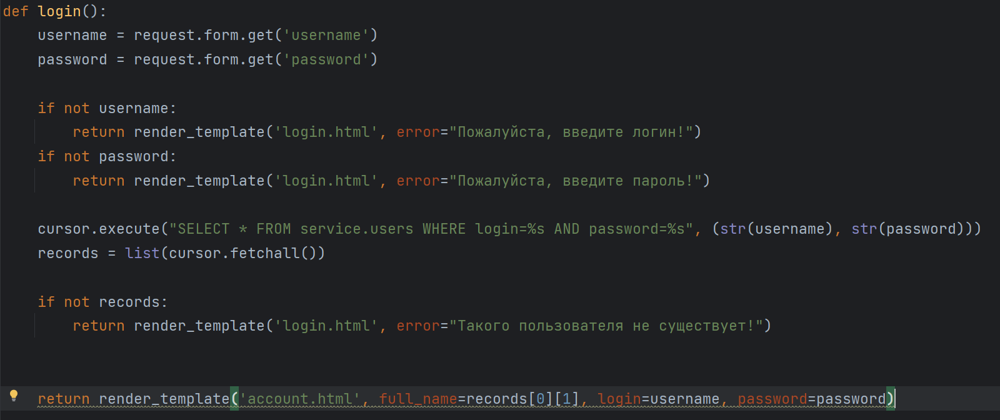 def login():
    username = request.form.get('username')
    password = request.form.get('password')

    if not username:
        return render_template('login.html', error="Пожалуйста, введите логин!")
    if not password:
        return render_template('login.html', error="Пожалуйста, введите пароль!")

    cursor.execute("SELECT * FROM service.users WHERE login=%s AND password=%s", (str(username), str(password)))
    records = list(cursor.fetchall())

    if not records:
        return render_template('login.html', error="Такого пользователя не существует!")

    return render_template('account.html', full_name=records[0][1], login=username, password=password)